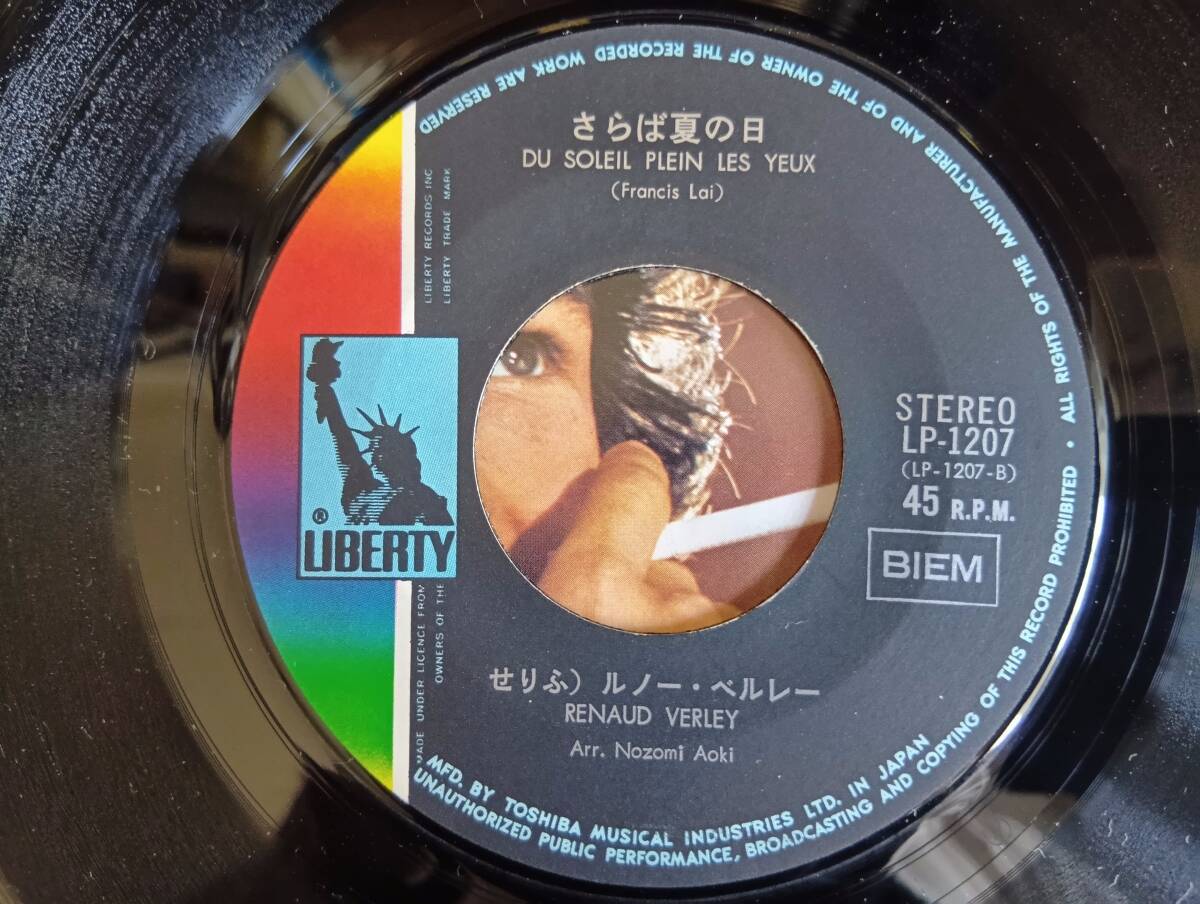 さらば夏の日
DU SOLEIL PLEIN LES YEUX
(Francis Lai)
LIBERTY RECORDS INC
LIBERTY TRADE MARK
® LIBERTY
MADE UNDER LICENCE FROM
OWNERS OF THE
STEREO
LP-1207
(LP-1207-B)
45 R.P.M.
BIEM
せりふ) ルノー・ベルレー
RENAUD VERLEY
Arr. Nozomi Aoki
MFD. BY TOSHIBA MUSICAL INDUSTRIES LTD. IN JAPAN
UNAUTHORIZED PUBLIC PERFORMANCE, BROADCASTING AND COPYING OF THIS RECORD PROHIBITED • ALL RIGHTS OF THE MANUFACTURER AND OF THE OWNER OF THE RECORDED WORK ARE RESERVED